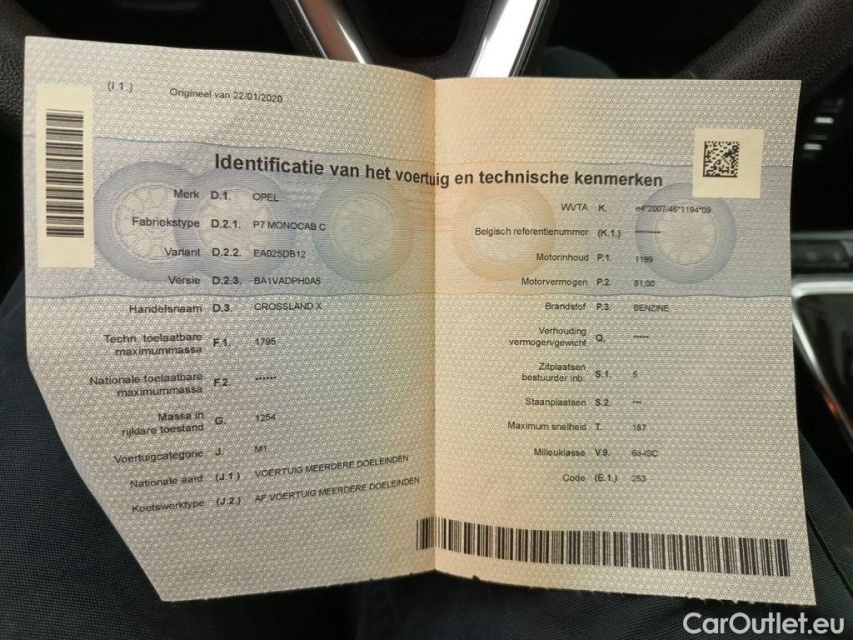 (I 1.) Origineel van 22/01/2020
Identificatie van het voertuig en technische kenmerken
Merk D.1. OPEL
Fabriekstype D.2.1. P7 MONOCAB C
Variant D.2.2. EA025DB12
Versie D.2.3. BA1VADPH0A5
Handelsnaam D.3. CROSSLAND X
Techn. toelaatbare
maximummassa F.1. 1795
Nationale toelaatbare
maximummassa F.2. ******
Massa in
rijklare toestand G. 1254
Voertuigcategorie J. M1
Nationale aard (J.1) VOERTUIG MEERDERE DOELEINDEN
Koetswerktype (J.2) AF VOERTUIG MEERDERE DOELEINDEN
WVTA K. e4*2007/46*1194*09
Belgisch referentienummer (K.1.) ********
Motorinhoud P.1. 1199
Motorvermogen P.2. 81,00
Brandstof P.3. BENZINE
Verhouding
vermogen/gewicht Q. *****
Zitplaatsen
bestuurder inb. S.1. 5
Staanplaatsen S.2. ***
Maximum snelheid T. 187
Milieuklasse V.9. 6d-ISC
Code (E.1.) 253
CarOutlet.eu